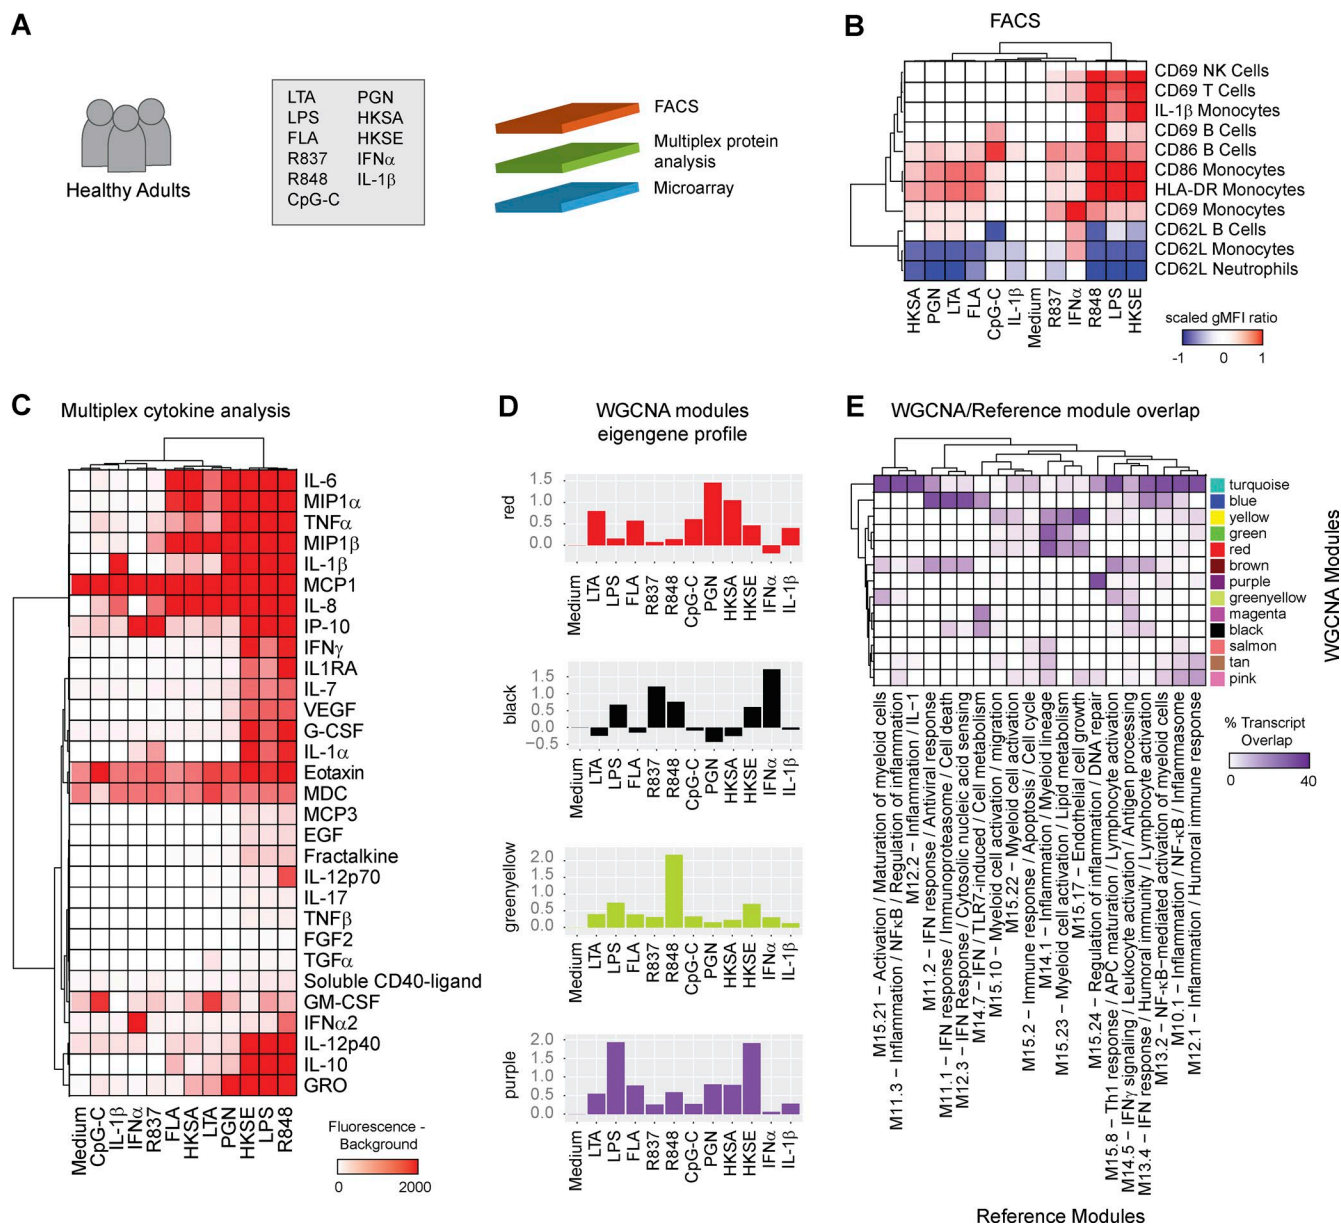 A
Healthy Adults
LTA PGN
LPS HKSA
FLA HKSE
R837 IFNα
R848 IL-1β
CpG-C
FACS
Multiplex protein
analysis
Microarray
B
FACS
CD69 NK Cells
CD69 T Cells
IL-1β Monocytes
CD69 B Cells
CD86 B Cells
CD86 Monocytes
HLA-DR Monocytes
CD69 Monocytes
CD62L B Cells
CD62L Monocytes
CD62L Neutrophils
HKSA
PGN
LTA
FLA
CpG-C
IL-1β
Medium
R837
IFNα
R848
LPS
HKSE
scaled gMFI ratio
-1 0 1
C
Multiplex cytokine analysis
IL-6
MIP1α
TNFα
MIP1β
IL-1β
MCP1
IL-8
IP-10
IFNγ
IL1RA
IL-7
VEGF
G-CSF
IL-1α
Eotaxin
MDC
MCP3
EGF
Fractalkine
IL-12p70
IL-17
TNFβ
FGF2
TGFα
Soluble CD40-ligand
GM-CSF
IFNα2
IL-12p40
IL-10
GRO
Medium
CpG-C
IL-1β
IFNα
R837
FLA
HKSA
LTA
PGN
HKSE
LPS
R848
Fluorescence -
Background
0 2000
D
WGCNA modules
eigengene profile
red
1.5
1.0
0.5
0.0
Medium
LTA
LPS
FLA
R837
R848
CpG-C
PGN
HKSA
HKSE
IFNα
IL-1β
black
1.5
1.0
0.5
0.0
−0.5
Medium
LTA
LPS
FLA
R837
R848
CpG-C
PGN
HKSA
HKSE
IFNα
IL-1β
greenyellow
2.0
1.5
1.0
0.5
0.0
Medium
LTA
LPS
FLA
R837
R848
CpG-C
PGN
HKSA
HKSE
IFNα
IL-1β
purple
2.0
1.5
1.0
0.5
0.0
Medium
LTA
LPS
FLA
R837
R848
CpG-C
PGN
HKSA
HKSE
IFNα
IL-1β
E
WGCNA/Reference module overlap
turquoise
blue
yellow
green
red
brown
purple
greenyellow
magenta
black
salmon
tan
pink
WGCNA Modules
% Transcript
Overlap
0 40
M15.21 − Activation / Maturation of myeloid cells
M11.3 − Inflammation / NFκB / Regulation of inflammation
M12.2 − Inflammation / IL−1
M11.2 − IFN response / Antiviral response
M11.1 − IFN response / Immunoproteasome / Cell death
M12.3 − IFN Response / Cytosolic nucleic acid sensing
M14.7 − IFN / TLR7-induced / Cell metabolism
M15.10 − Myeloid cell activation / migration
M15.22 − Myeloid cell activation
M15.2 − Immune response / Apoptosis / Cell cycle
M14.1 − Inflammation / Myeloid lineage
M15.23 − Myeloid cell activation / Lipid metabolism
M15.17 − Endothelial cell growth
M15.24 − Regulation of inflammation / DNA repair
M15.8 − Th1 response / APC maturation / Lymphocyte activation
M14.5 − IFNγ signaling / Leukocyte activation / Antigen processing
M13.4 − IFN response / Humoral immunity / Lymphocyte activation
M13.2 − NF-κB-mediated activation of myeloid cells
M10.1 − Inflammation / NF-κB / Inflammasome
M12.1 − Inflammation / Humoral immune response
Reference Modules